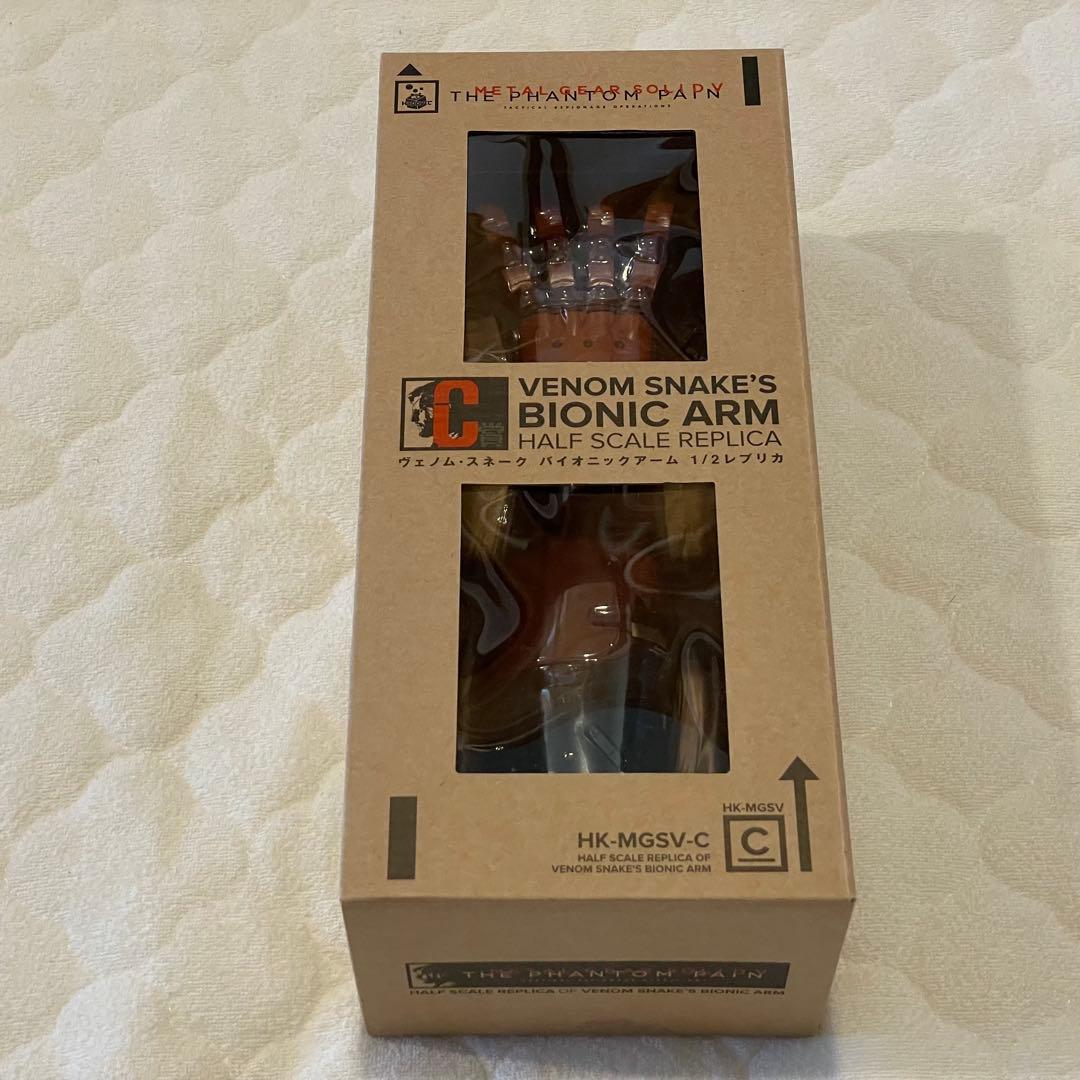 METAL GEAR SOLID V
THE PHANTOM PAIN
TACTICAL ESPIONAGE OPERATIONS
C賞
VENOM SNAKE'S
BIONIC ARM
HALF SCALE REPLICA
ヴェノム・スネーク バイオニックアーム 1/2レプリカ
HK-MGSV
C
HK-MGSV-C
HALF SCALE REPLICA OF
VENOM SNAKE'S BIONIC ARM
THE PHANTOM PAIN
HALF SCALE REPLICA OF VENOM SNAKE'S BIONIC ARM